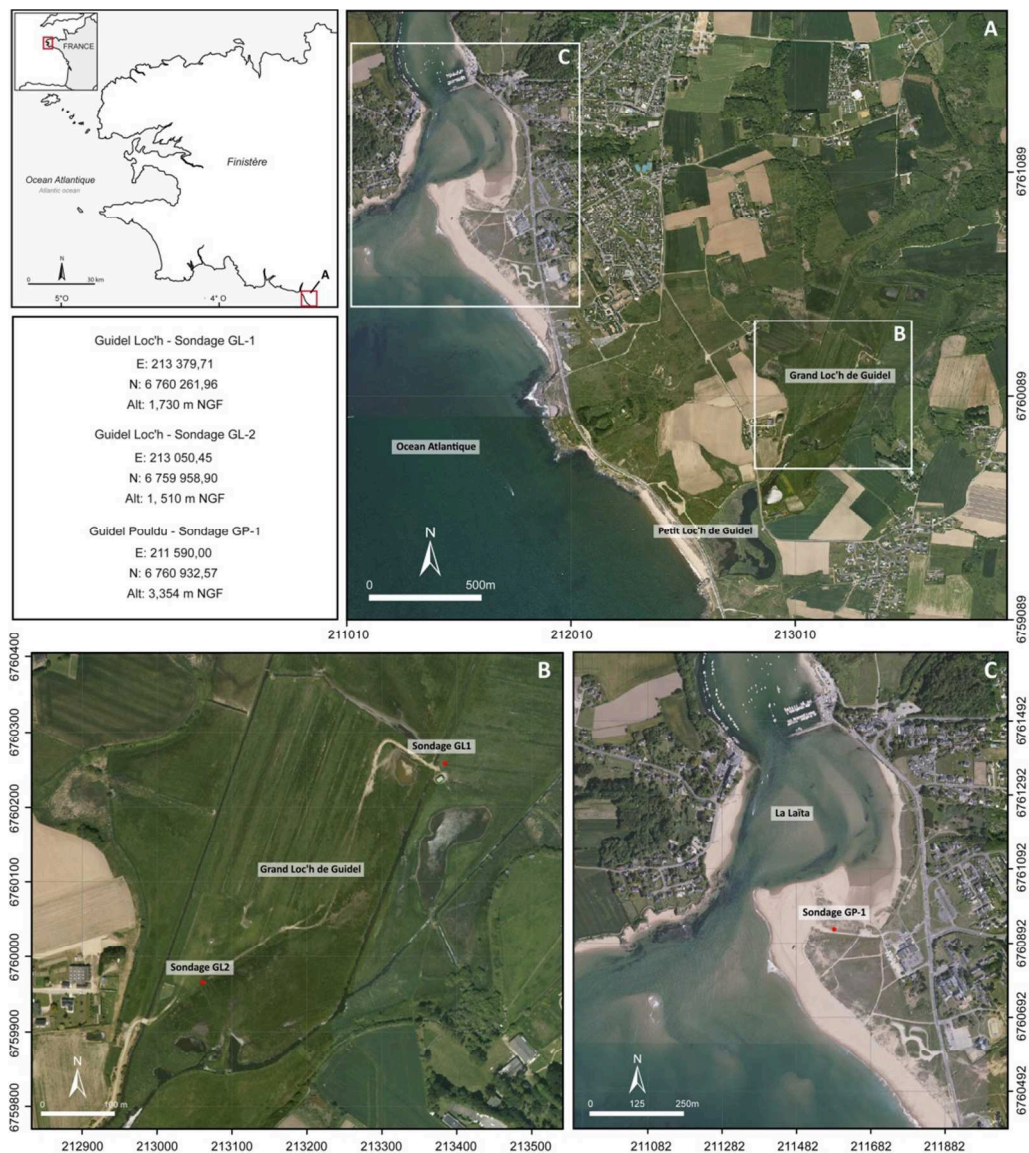 FRANCE
Finistère
Ocean Atlantique
Atlantic ocean
N
A
0 30 km
5°0 4°
Guidel Loc'h - Sondage GL-1
E: 213 379,71
N: 6 760 261,96
Alt: 1,730 m NGF
Guidel Loc'h - Sondage GL-2
E: 213 050,45
N: 6 759 958,90
Alt: 1, 510 m NGF
Guidel Pouldu - Sondage GP-1
E: 211 590,00
N: 6 760 932,57
Alt: 3,354 m NGF
A
C
B
Grand Loc'h de Guidel
Ocean Atlantique
Petit Loc'h de Guidel
N
0 500m
6761089
6760089
6759089
211010 212010 213010
B
Sondage GL1
Grand Loc'h de Guidel
Sondage GL2
N
0 100 m
6760400
6760300
6760200
6760100
6760000
6759900
6759800
212900 213000 213100 213200 213300 213400 213500
C
La Laïta
Sondage GP-1
N
0 125 250m
6761492
6761292
6761092
6760892
6760692
6760492
211082 211282 211482 211682 211882